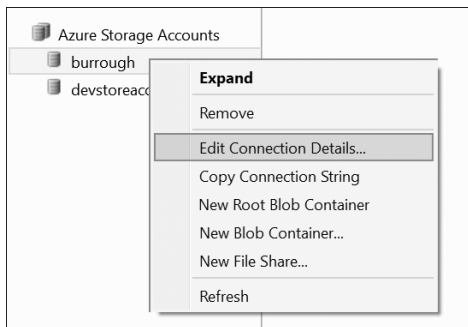 Azure Storage Accounts
burrough
devstoreacc
Expand
Remove
Edit Connection Details...
Copy Connection String
New Root Blob Container
New Blob Container...
New File Share...
Refresh